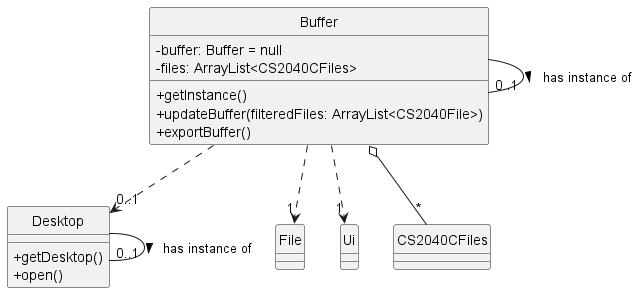 Buffer
-buffer: Buffer = null
-files: ArrayList<CS2040CFiles>
+getInstance()
+updateBuffer(filteredFiles: ArrayList<CS2040File>)
+exportBuffer()
0..1
has instance of
0..1
1
1
*
Desktop
+getDesktop()
+open()
0..1
has instance of
File
Ui
CS2040CFiles